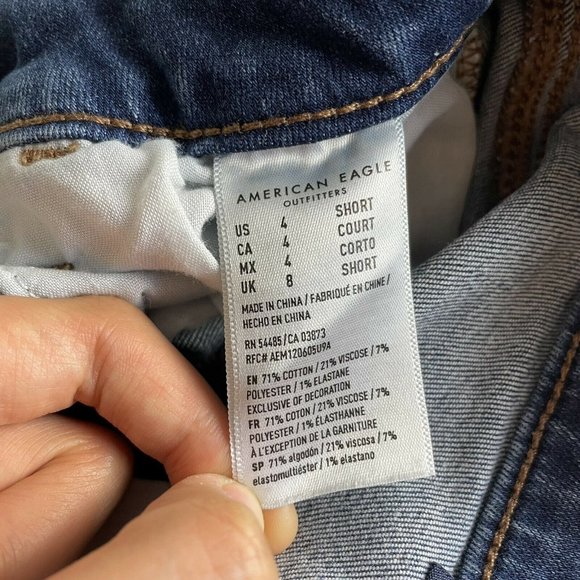 AMERICAN EAGLE
OUTFITTERS
US 4 SHORT
CA 4 COURT
MX 4 CORTO
UK 8 SHORT
MADE IN CHINA / FABRIQUÉ EN CHINE /
HECHO EN CHINA
RN 54485 / CA 03873
RFC# AEM120605U9A
EN 71% COTTON / 21% VISCOSE / 7%
POLYESTER / 1% ELASTANE
EXCLUSIVE OF DECORATION
FR 71% COTON / 21% VISCOSE / 7%
POLYESTER / 1% ÉLASTHANNE
À L'EXCEPTION DE LA GARNITURE
SP 71% algodón / 21% viscosa / 7%
elastomultiéster / 1% elastano